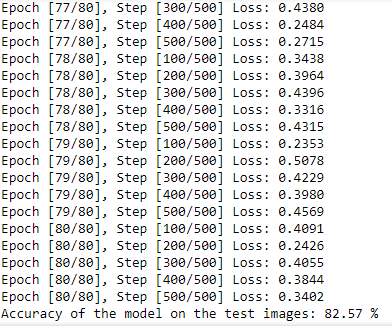 Epoch [77/80], Step [300/500] Loss: 0.4380
Epoch [77/80], Step [400/500] Loss: 0.2484
Epoch [77/80], Step [500/500] Loss: 0.2715
Epoch [78/80], Step [100/500] Loss: 0.3438
Epoch [78/80], Step [200/500] Loss: 0.3964
Epoch [78/80], Step [300/500] Loss: 0.4396
Epoch [78/80], Step [400/500] Loss: 0.3316
Epoch [78/80], Step [500/500] Loss: 0.4315
Epoch [79/80], Step [100/500] Loss: 0.2353
Epoch [79/80], Step [200/500] Loss: 0.5078
Epoch [79/80], Step [300/500] Loss: 0.4229
Epoch [79/80], Step [400/500] Loss: 0.3980
Epoch [79/80], Step [500/500] Loss: 0.4569
Epoch [80/80], Step [100/500] Loss: 0.4091
Epoch [80/80], Step [200/500] Loss: 0.2426
Epoch [80/80], Step [300/500] Loss: 0.4055
Epoch [80/80], Step [400/500] Loss: 0.3844
Epoch [80/80], Step [500/500] Loss: 0.3402
Accuracy of the model on the test images: 82.57 %